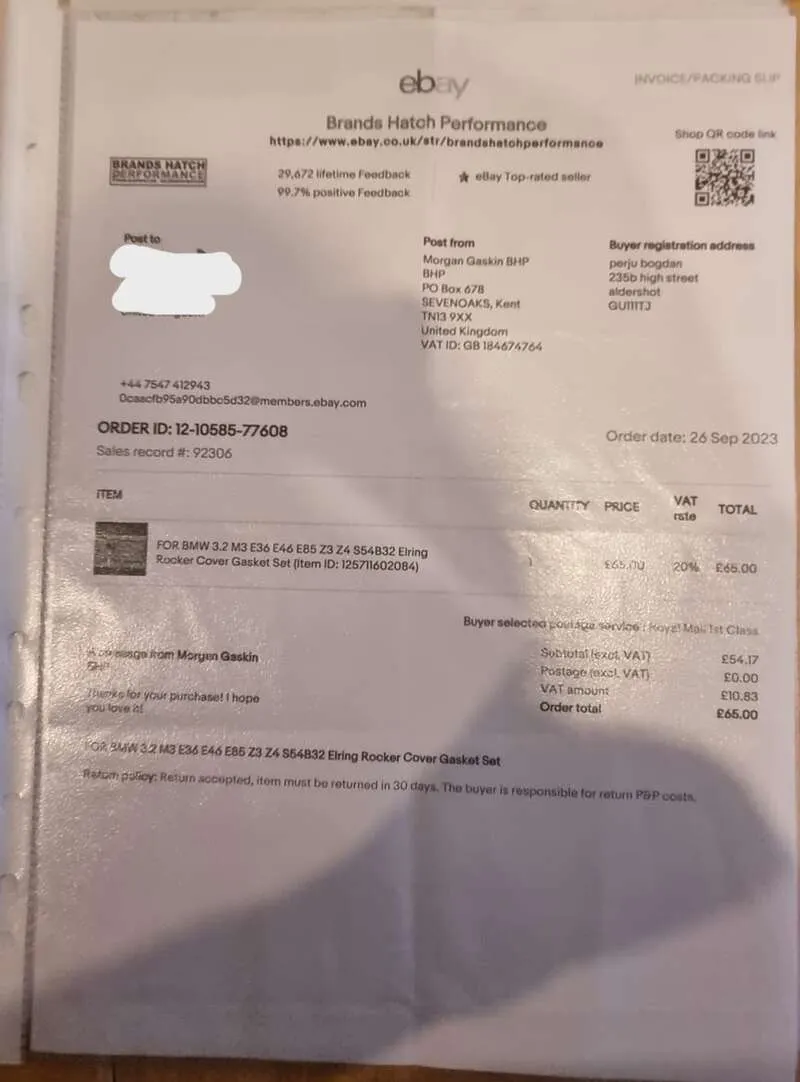 ebay
INVOICE/PACKING SLIP
Brands Hatch Performance
https://www.ebay.co.uk/str/brandshatchperformance
Shop QR code link
BRANDS HATCH
PERFORMANCE
29,672 lifetime Feedback
99.7% positive Feedback
★ eBay Top-rated seller
Post to
Post from
Morgan Gaskin BHP
BHP
PO Box 678
SEVENOAKS, Kent
TN13 9XX
United Kingdom
VAT ID: GB 184674764
Buyer registration address
perju bogdan
235b high street
aldershot
GU111TJ
+44 7547 412943
0caacfb95a90dbbc5d32@members.ebay.com
ORDER ID: 12-10585-77608
Order date: 26 Sep 2023
Sales record #: 92306
ITEM QUANTITY PRICE VAT rate TOTAL
FOR BMW 3.2 M3 E36 E46 E85 Z3 Z4 S54B32 Elring
Rocker Cover Gasket Set (Item ID: 125711602084)
1 £65.00 20% £65.00
Buyer selected postage service : Royal Mail 1st Class
Subtotal (excl. VAT) £54.17
Postage (excl. VAT) £0.00
VAT amount £10.83
Order total £65.00
A message from Morgan Gaskin
BHP
Thanks for your purchase! I hope
you love it!
FOR BMW 3.2 M3 E36 E46 E85 Z3 Z4 S54B32 Elring Rocker Cover Gasket Set
Return policy: Return accepted, item must be returned in 30 days. The buyer is responsible for return P&P costs.